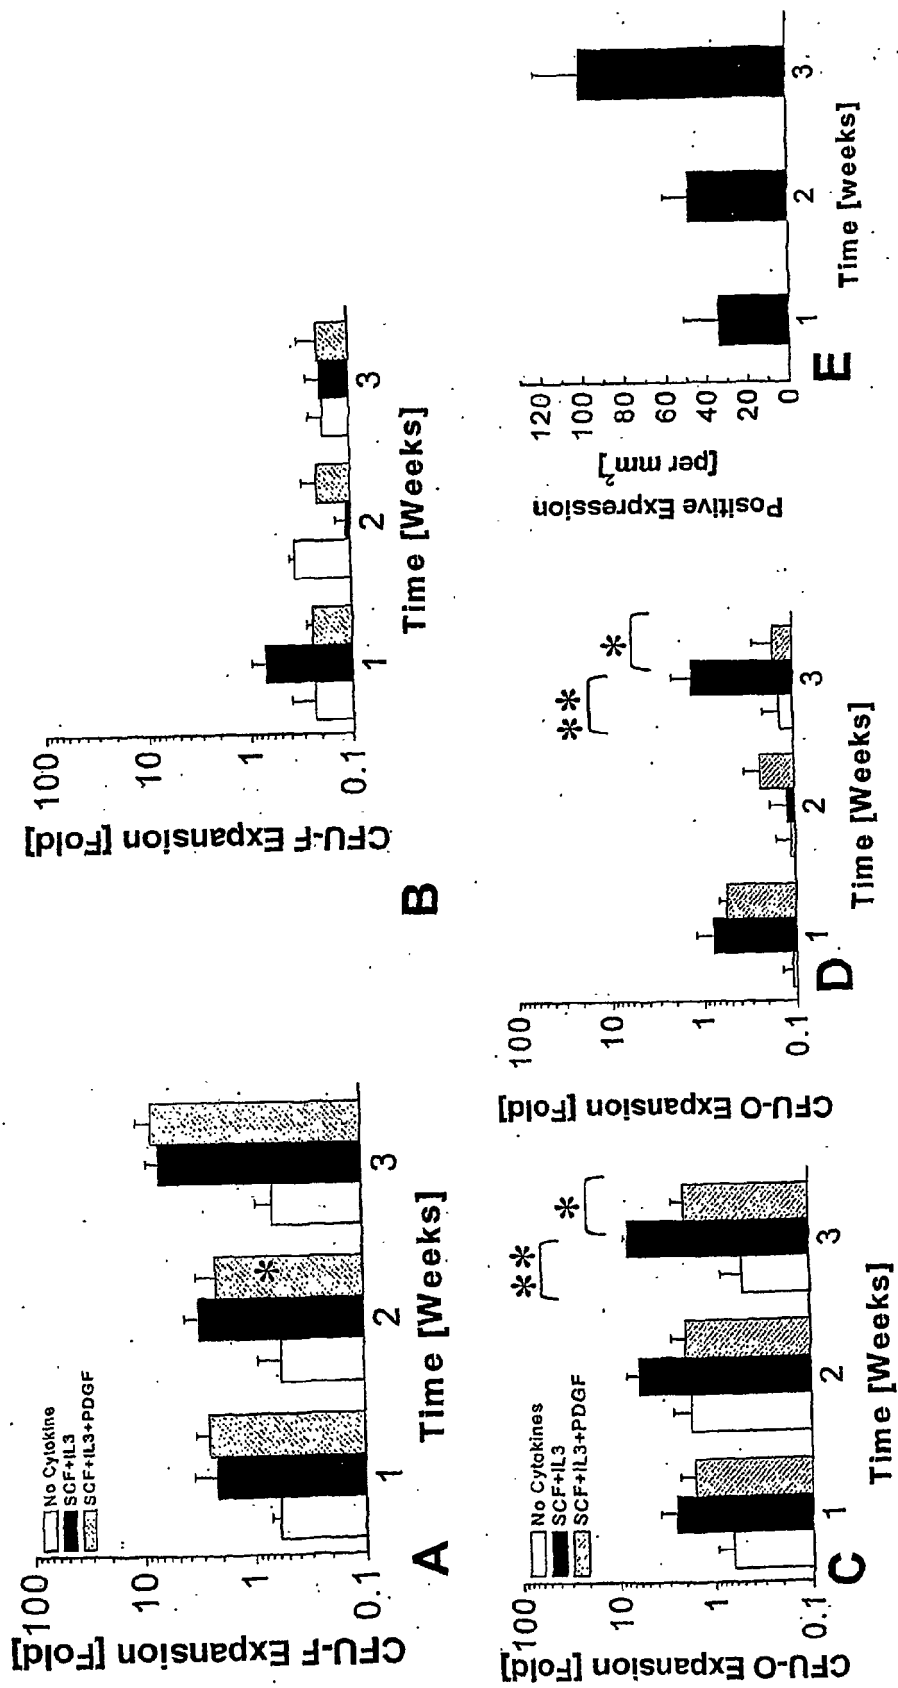 CFU-F Expansion [Fold]
100
10
1
0.1
No Cytokine
SCF+IL3
SCF+IL3+PDGF
*
1
2
3
Time [Weeks]
A
CFU-F Expansion [Fold]
100
10
1
0.1
1
2
3
Time [Weeks]
B
CFU-O Expansion [Fold]
100
10
1
0.1
No Cytokines
SCF+IL3
SCF+IL3+PDGF
**
*
1
2
3
Time [Weeks]
C
CFU-O Expansion [Fold]
100
10
1
0.1
**
*
1
2
3
Time [Weeks]
D
Positive Expression
[per mm²]
120
100
80
60
40
20
0
1
2
3
Time [weeks]
E